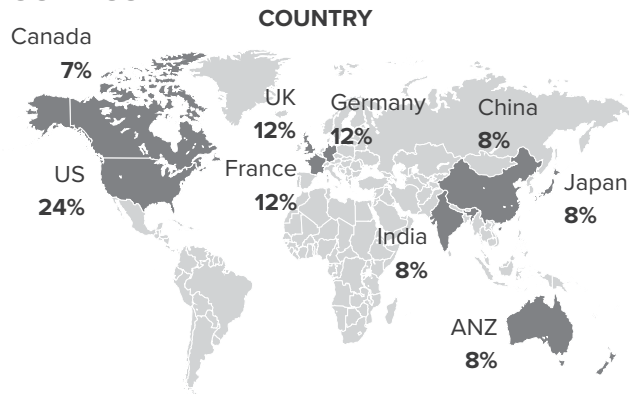 COUNTRY
Canada
7%
UK
12%
Germany
12%
China
8%
US
24%
France
12%
Japan
8%
India
8%
ANZ
8%